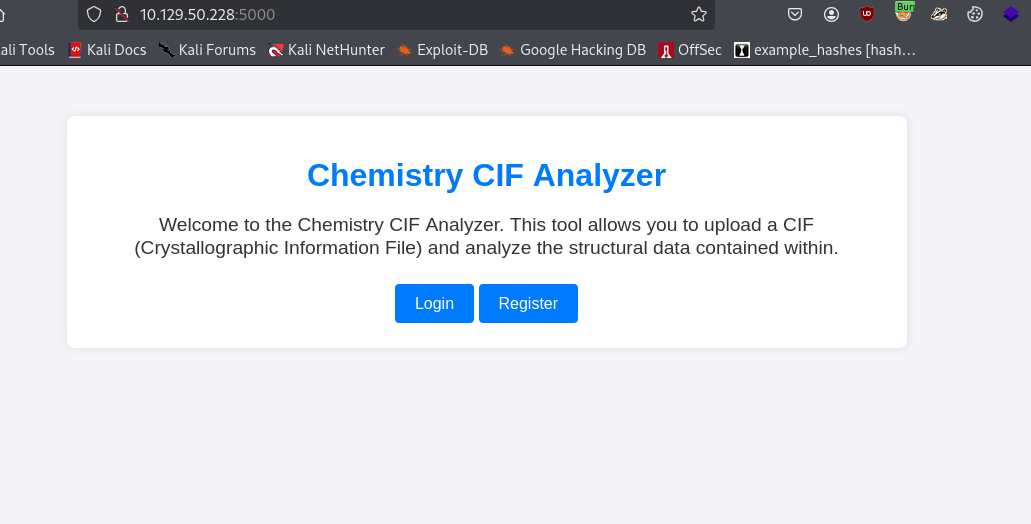 10.129.50.228:5000
ali Tools Kali Docs Kali Forums Kali NetHunter Exploit-DB Google Hacking DB OffSec example_hashes [hash…
Chemistry CIF Analyzer
Welcome to the Chemistry CIF Analyzer. This tool allows you to upload a CIF
(Crystallographic Information File) and analyze the structural data contained within.
Login Register